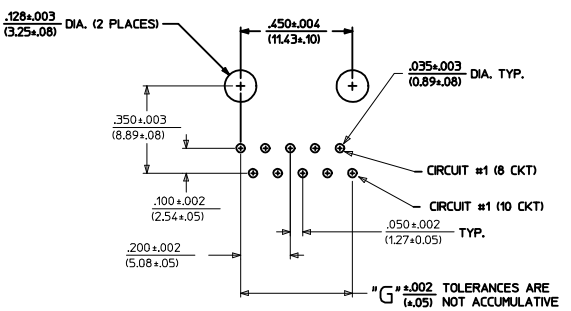 .128±.003
(3.25±.08) DIA. (2 PLACES)
.450±.004
(11.43±.10)
.035±.003
(0.89±.08) DIA. TYP.
.350±.003
(8.89±.08)
CIRCUIT #1 (8 CKT)
.100±.002
(2.54±.05)
CIRCUIT #1 (10 CKT)
.050±.002
(1.27±0.05) TYP.
.200±.002
(5.08±.05)
"G" ±.002
(±.05) TOLERANCES ARE
NOT ACCUMULATIVE